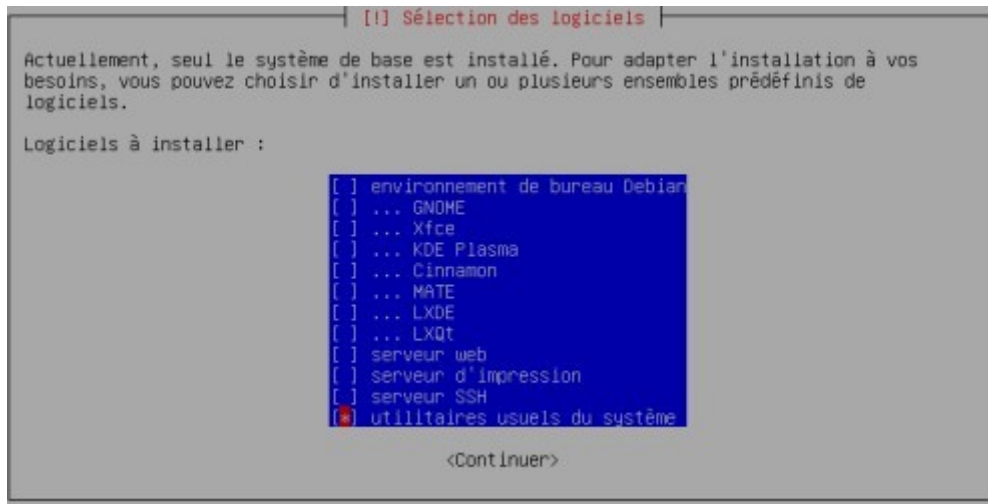 [!] Sélection des logiciels
Actuellement, seul le système de base est installé. Pour adapter l'installation à vos
besoins, vous pouvez choisir d'installer un ou plusieurs ensembles prédéfinis de
logiciels.
Logiciels à installer :
[ ] environnement de bureau Debian
[ ] ... GNOME
[ ] ... Xfce
[ ] ... KDE Plasma
[ ] ... Cinnamon
[ ] ... MATE
[ ] ... LXDE
[ ] ... LXQt
[ ] serveur web
[ ] serveur d'impression
[ ] serveur SSH
[*] utilitaires usuels du système
<Continuer>